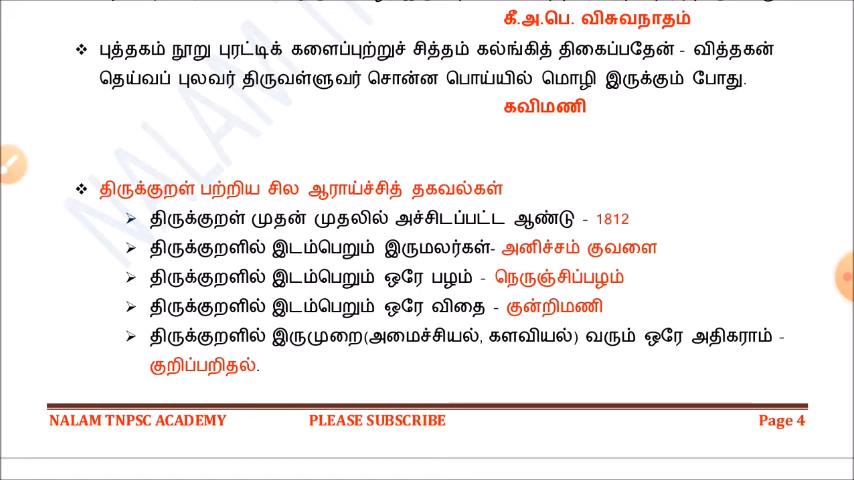 கீ.அ.பெ. விசுவநாதம்
❖ புத்தகம் நூறு புரட்டிக் களைப்புற்றுச் சித்தம் கல்ங்கித் திகைப்பதேன் - வித்தகன்
தெய்வப் புலவர் திருவள்ளுவர் சொன்ன பொய்யில் மொழி இருக்கும் போது.
கவிமணி
❖ திருக்குறள் பற்றிய சில ஆராய்ச்சித் தகவல்கள்
➢ திருக்குறள் முதன் முதலில் அச்சிடப்பட்ட ஆண்டு - 1812
➢ திருக்குறளில் இடம்பெறும் இருமலர்கள்- அனிச்சம் குவளை
➢ திருக்குறளில் இடம்பெறும் ஒரே பழம் - நெருஞ்சிப்பழம்
➢ திருக்குறளில் இடம்பெறும் ஒரே விதை - குன்றிமணி
➢ திருக்குறளில் இருமுறை(அமைச்சியல், களவியல்) வரும் ஒரே அதிகராம் -
குறிப்பறிதல்.
NALAM TNPSC ACADEMY PLEASE SUBSCRIBE Page 4
NALAM T